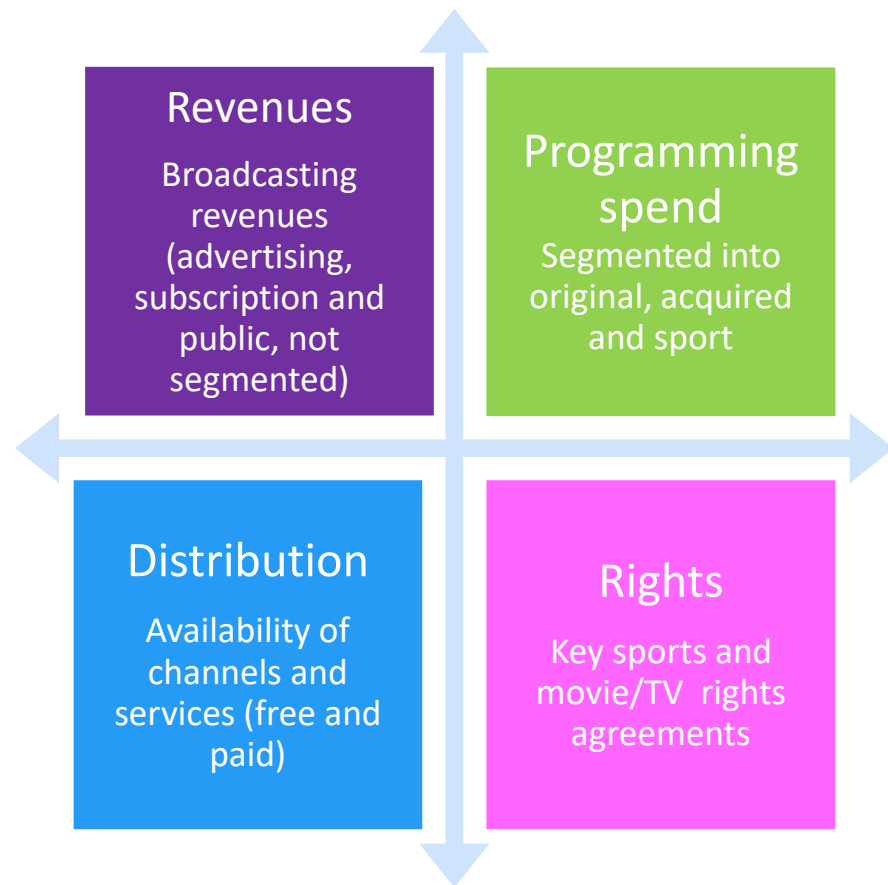 Revenues
Broadcasting
revenues
(advertising,
subscription and
public, not
segmented)
Programming
spend
Segmented into
original, acquired
and sport
Distribution
Availability of
channels and
services (free and
paid)
Rights
Key sports and
movie/TV  rights
agreements